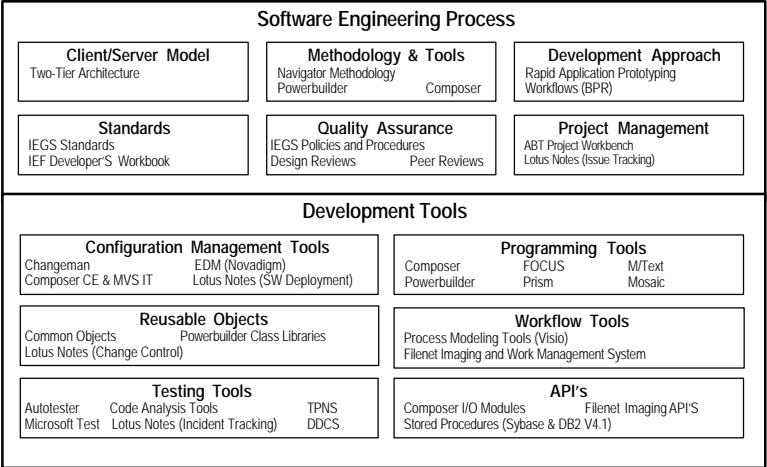 Software Engineering Process
Client/Server Model
Two-Tier Architecture
Methodology & Tools
Navigator Methodology
Powerbuilder Composer
Development Approach
Rapid Application Prototyping
Workflows (BPR)
Standards
IEGS Standards
IEF Developer'S Workbook
Quality Assurance
IEGS Policies and Procedures
Design Reviews Peer Reviews
Project Management
ABT Project Workbench
Lotus Notes (Issue Tracking)
Development Tools
Configuration Management Tools
Changeman EDM (Novadigm)
Composer CE & MVS IT Lotus Notes (SW Deployment)
Programming Tools
Composer FOCUS M/Text
Powerbuilder Prism Mosaic
Reusable Objects
Common Objects Powerbuilder Class Libraries
Lotus Notes (Change Control)
Workflow Tools
Process Modeling Tools (Visio)
Filenet Imaging and Work Management System
Testing Tools
Autotester Code Analysis Tools TPNS
Microsoft Test Lotus Notes (Incident Tracking) DDCS
API's
Composer I/O Modules Filenet Imaging API'S
Stored Procedures (Sybase & DB2 V4.1)